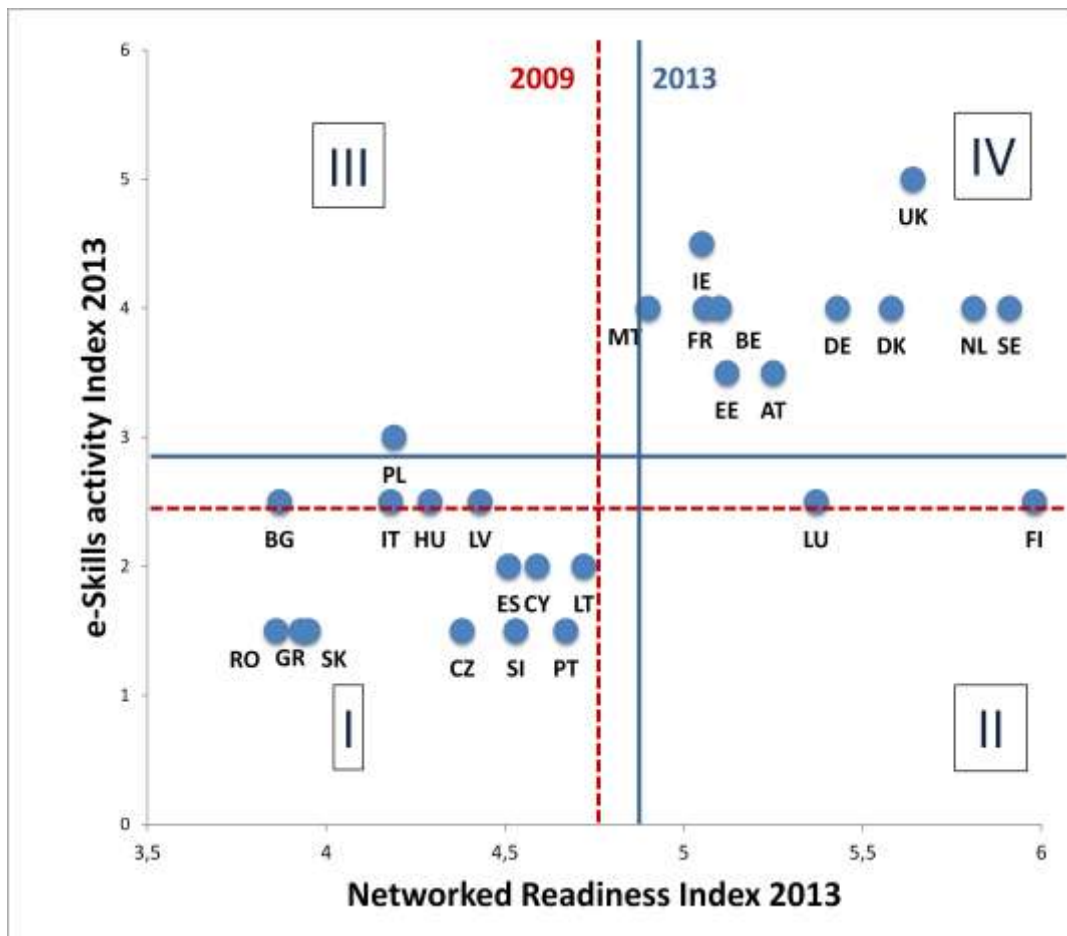 6
2009
2013
III
IV
5
UK
IE
4
MT
FR
BE
DE
DK
NL
SE
EE
AT
3
PL
BG
IT
HU
LV
LU
FI
2
ES
CY
LT
RO
GR
SK
CZ
SI
PT
1
I
II
0
3,5
4
4,5
5
5,5
6
e-Skills activity Index 2013
Networked Readiness Index 2013